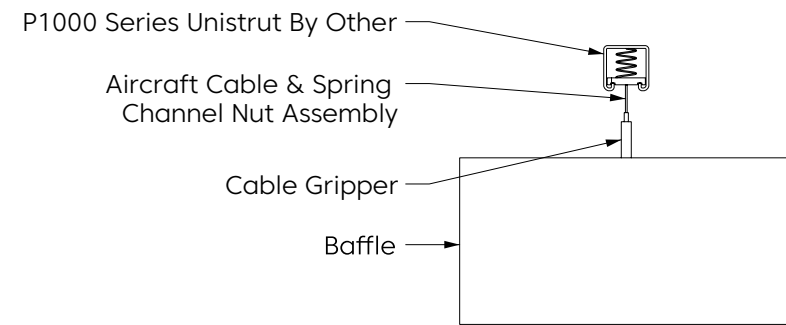 P1000 Series Unistrut By Other
Aircraft Cable & Spring
Channel Nut Assembly
Cable Gripper
Baffle